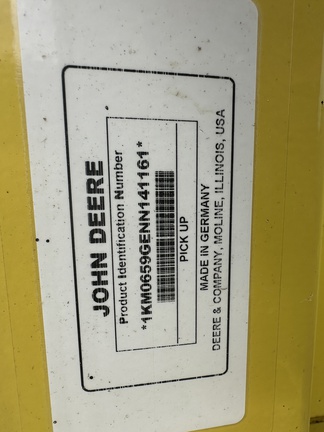 JOHN DEERE
Product Identification Number
*1KM0659GENN141161*
PICK UP
MADE IN GERMANY
DEERE & COMPANY, MOLINE, ILLINOIS, USA